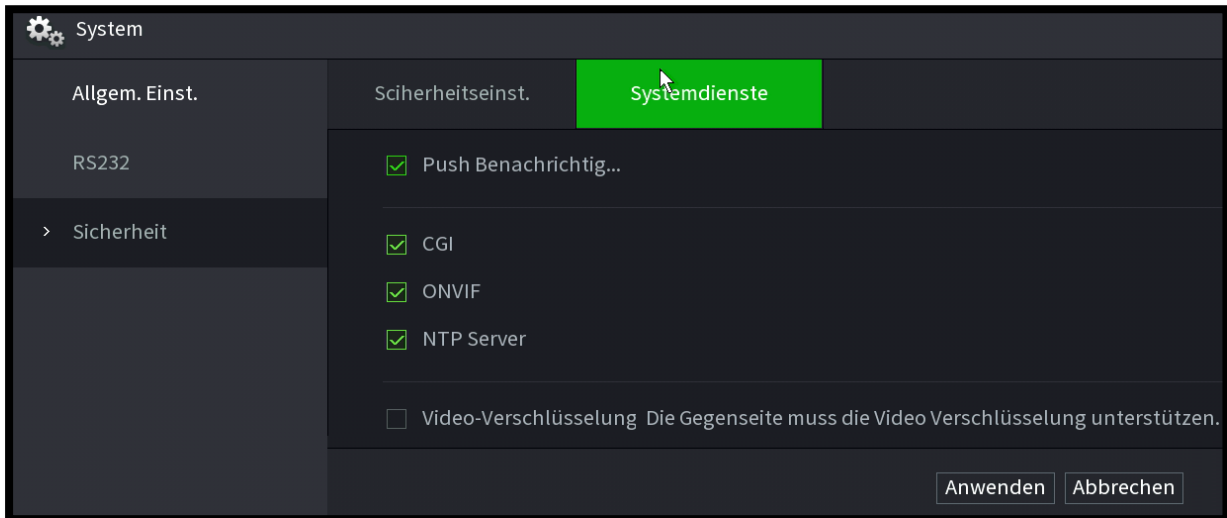 System
Allgem. Einst.
RS232
> Sicherheit
Sciherheitseinst.
Systemdienste
Push Benachrichtig...
CGI
ONVIF
NTP Server
Video-Verschlüsselung Die Gegenseite muss die Video Verschlüsselung unterstützen.
Anwenden Abbrechen